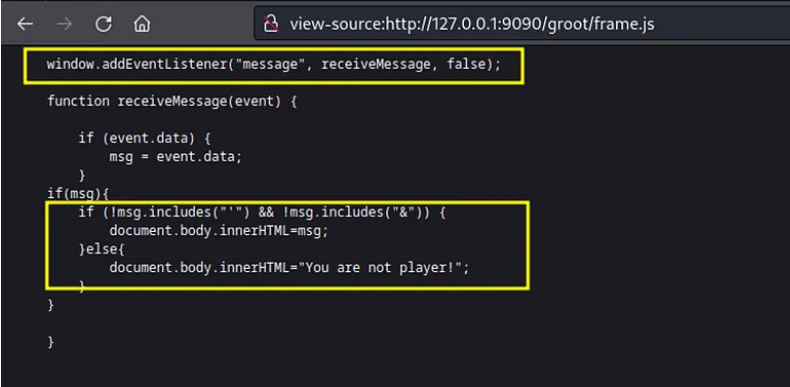 view-source:http://127.0.0.1:9090/groot/frame.js
window.addEventListener("message", receiveMessage, false);
function receiveMessage(event) {
if (event.data) {
msg = event.data;
}
if(msg){
if (!msg.includes("'") && !msg.includes("&")) {
document.body.innerHTML=msg;
}else{
document.body.innerHTML="You are not player!";
}
}
}